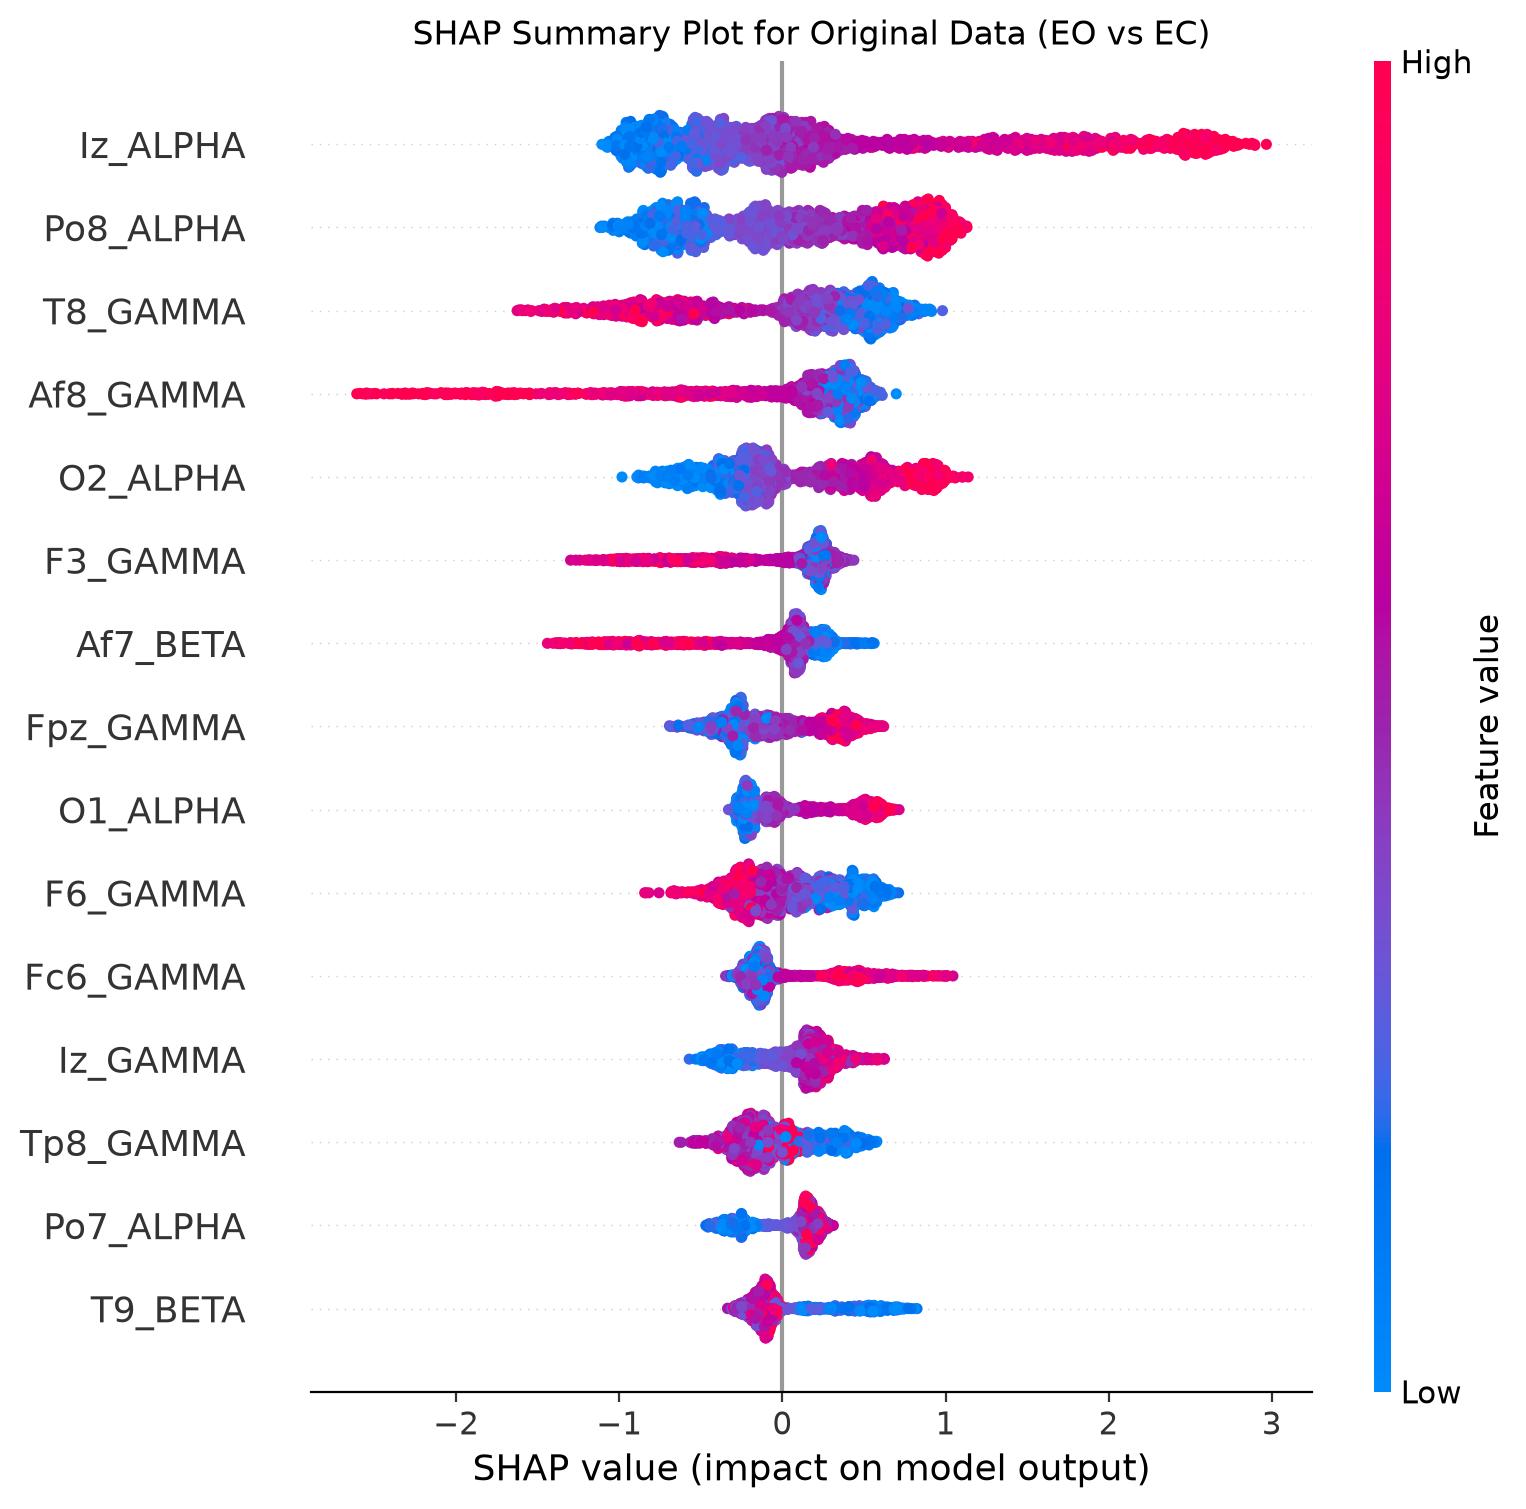 SHAP Summary Plot for Original Data (EO vs EC)
High
Iz_ALPHA
Po8_ALPHA
T8_GAMMA
Af8_GAMMA
O2_ALPHA
F3_GAMMA
Af7_BETA
Fpz_GAMMA
O1_ALPHA
F6_GAMMA
Fc6_GAMMA
Iz_GAMMA
Tp8_GAMMA
Po7_ALPHA
T9_BETA
Feature value
Low
−2 −1 0 1 2 3
SHAP value (impact on model output)